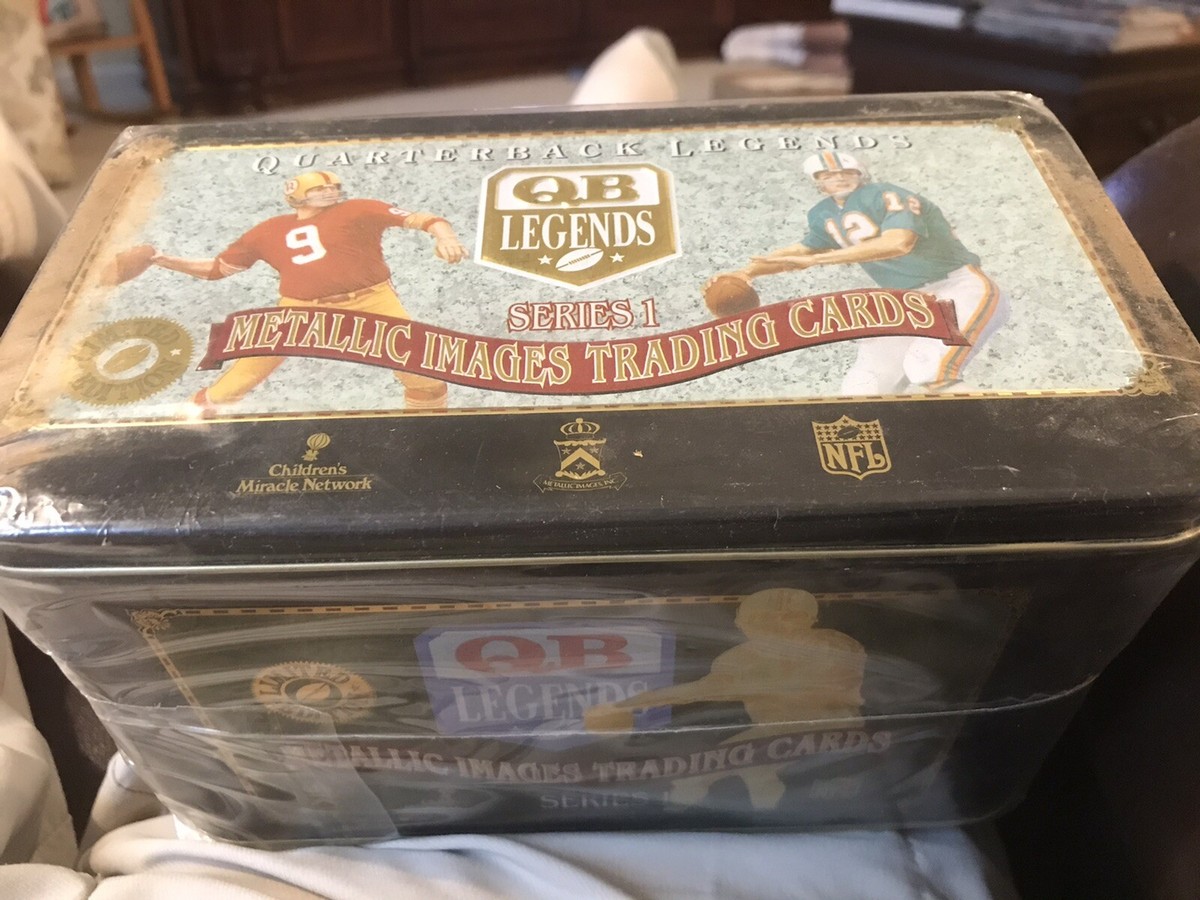 QUARTERBACK LEGENDS
QB
LEGENDS
9
12
12
SERIES 1
METALLIC IMAGES TRADING CARDS
Children's
Miracle Network
METALLIC IMAGES, INC.
NFL
QB
LEGENDS
METALLIC IMAGES TRADING CARDS
SERIES 1